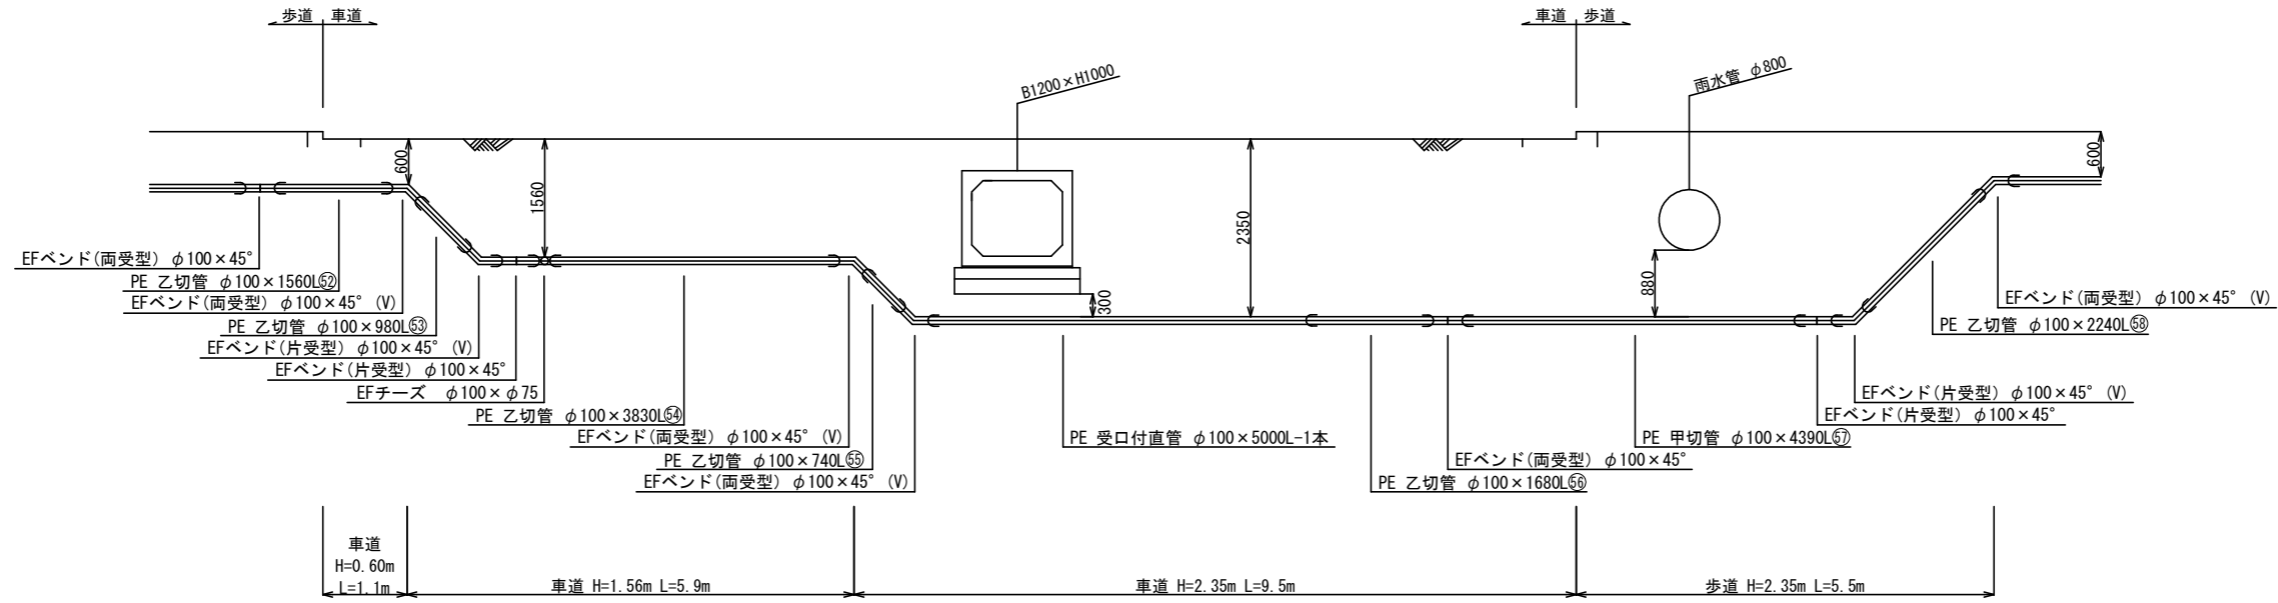 歩道 車道
車道 歩道
B1200×H1000
雨水管 φ800
600
1560
2350
300
880
600
EFベンド(両受型) φ100×45°
PE 乙切管 φ100×1560L㊾
EFベンド(両受型) φ100×45° (V)
PE 乙切管 φ100×980L㊼
EFベンド(片受型) φ100×45° (V)
EFベンド(片受型) φ100×45°
EFチーズ φ100×φ75
PE 乙切管 φ100×3830L㊴
EFベンド(両受型) φ100×45° (V)
PE 乙切管 φ100×740L㊵
EFベンド(両受型) φ100×45° (V)
PE 受口付直管 φ100×5000L-1本
EFベンド(両受型) φ100×45°
PE 乙切管 φ100×1680L56
PE 甲切管 φ100×4390L57
EFベンド(片受型) φ100×45°
EFベンド(片受型) φ100×45° (V)
PE 乙切管 φ100×2240L58
EFベンド(両受型) φ100×45° (V)
車道
H=0.60m
L=1.1m
車道 H=1.56m L=5.9m
車道 H=2.35m L=9.5m
歩道 H=2.35m L=5.5m